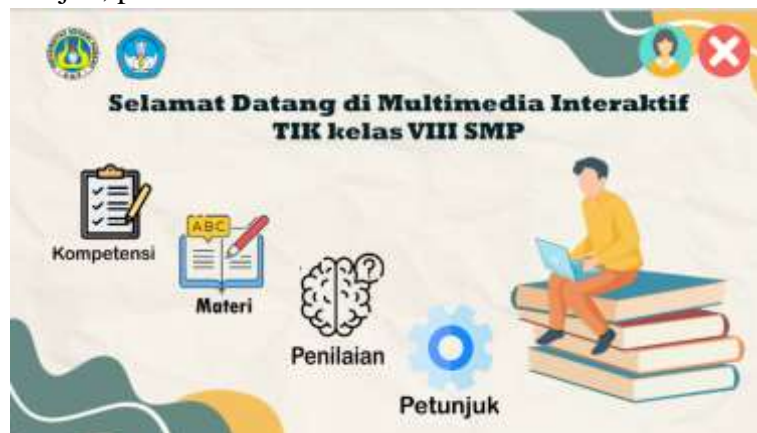 Selamat Datang di Multimedia Interaktif
TIK kelas VIII SMP
Kompetensi
ABC
Materi
Penilaian
Petunjuk